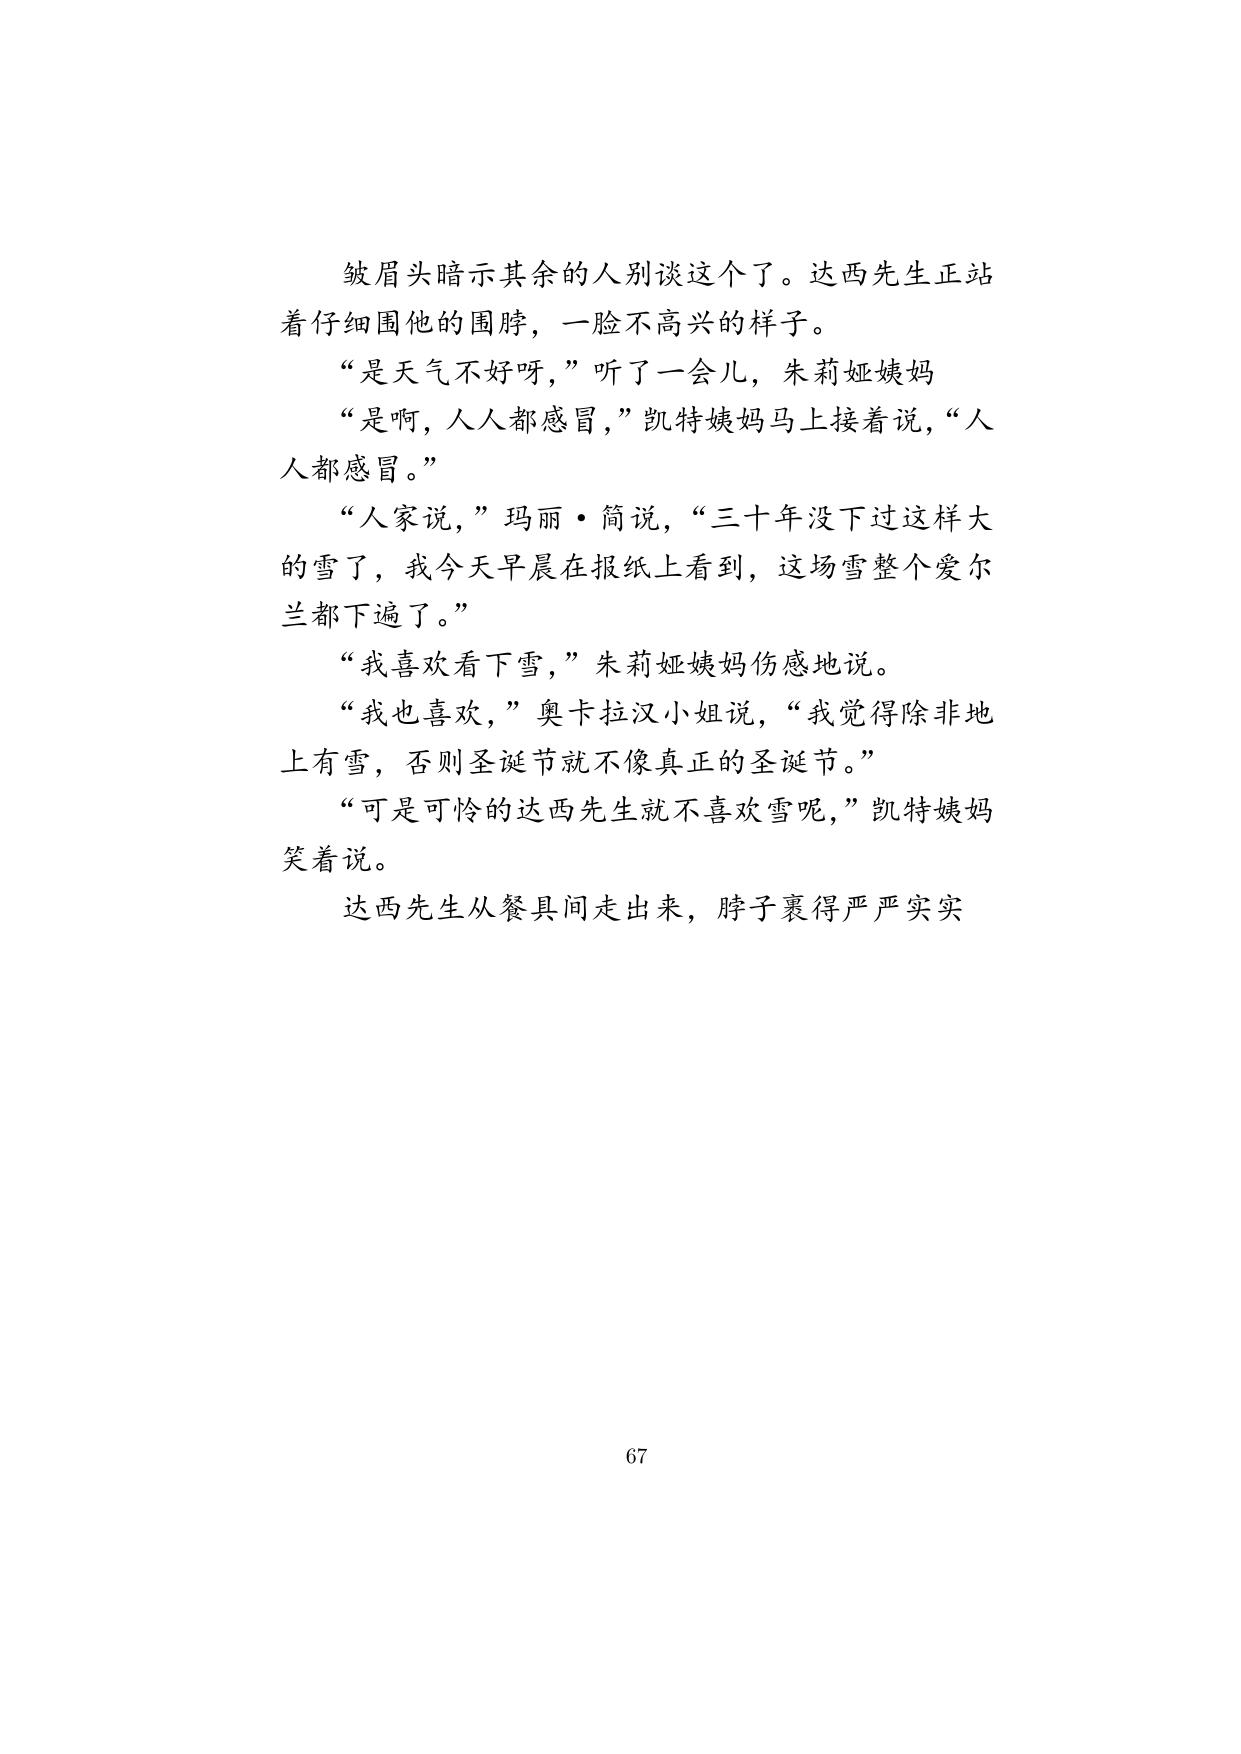 皱眉头暗示其余的人别谈这个了。达西先生正站
着仔细围他的围脖，一脸不高兴的样子。
“是天气不好呀，”听了一会儿，朱莉娅姨妈
“是啊，人人都感冒，”凯特姨妈马上接着说，“人
人都感冒。”
“人家说，”玛丽·简说，“三十年没下过这样大
的雪了，我今天早晨在报纸上看到，这场雪整个爱尔
兰都下遍了。”
“我喜欢看下雪，”朱莉娅姨妈伤感地说。
“我也喜欢，”奥卡拉汉小姐说，“我觉得除非地
上有雪，否则圣诞节就不像真正的圣诞节。”
“可是可怜的达西先生就不喜欢雪呢，”凯特姨妈
笑着说。
达西先生从餐具间走出来，脖子裹得严严实实
67